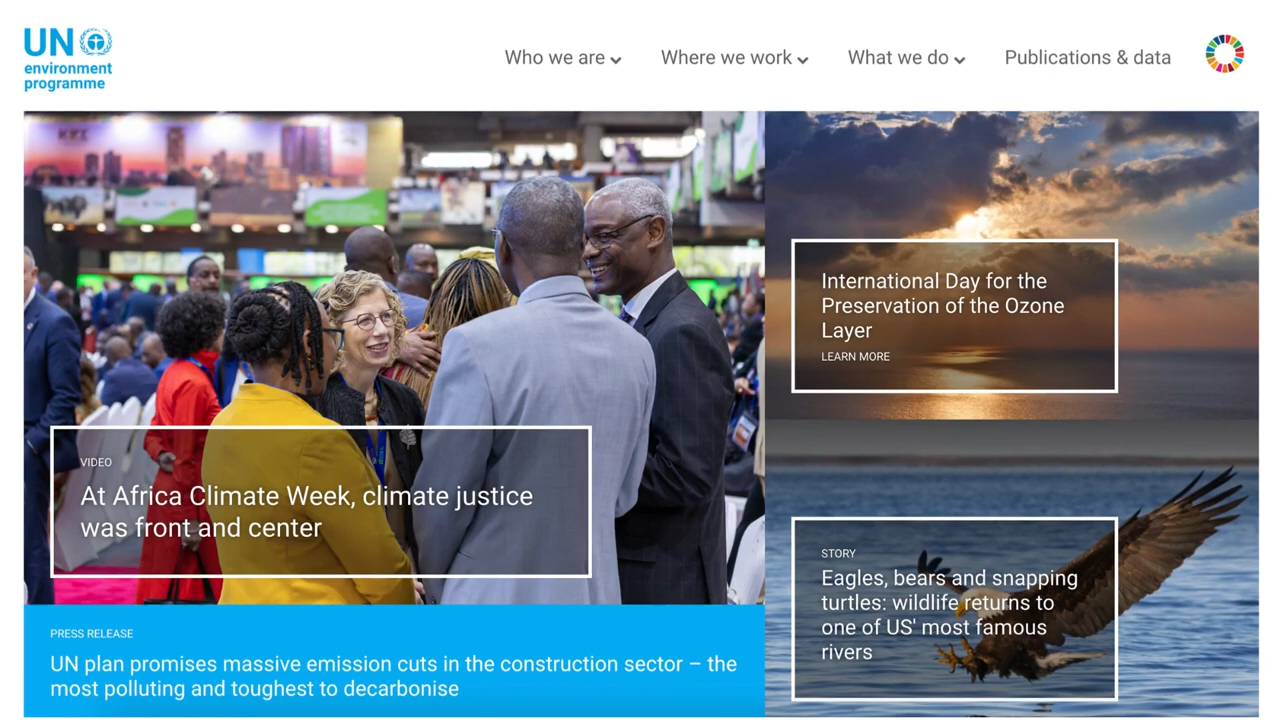 UN
environment
programme
Who we are
Where we work
What we do
Publications & data
VIDEO
At Africa Climate Week, climate justice
was front and center
PRESS RELEASE
UN plan promises massive emission cuts in the construction sector – the
most polluting and toughest to decarbonise
International Day for the
Preservation of the Ozone
Layer
LEARN MORE
STORY
Eagles, bears and snapping
turtles: wildlife returns to
one of US' most famous
rivers